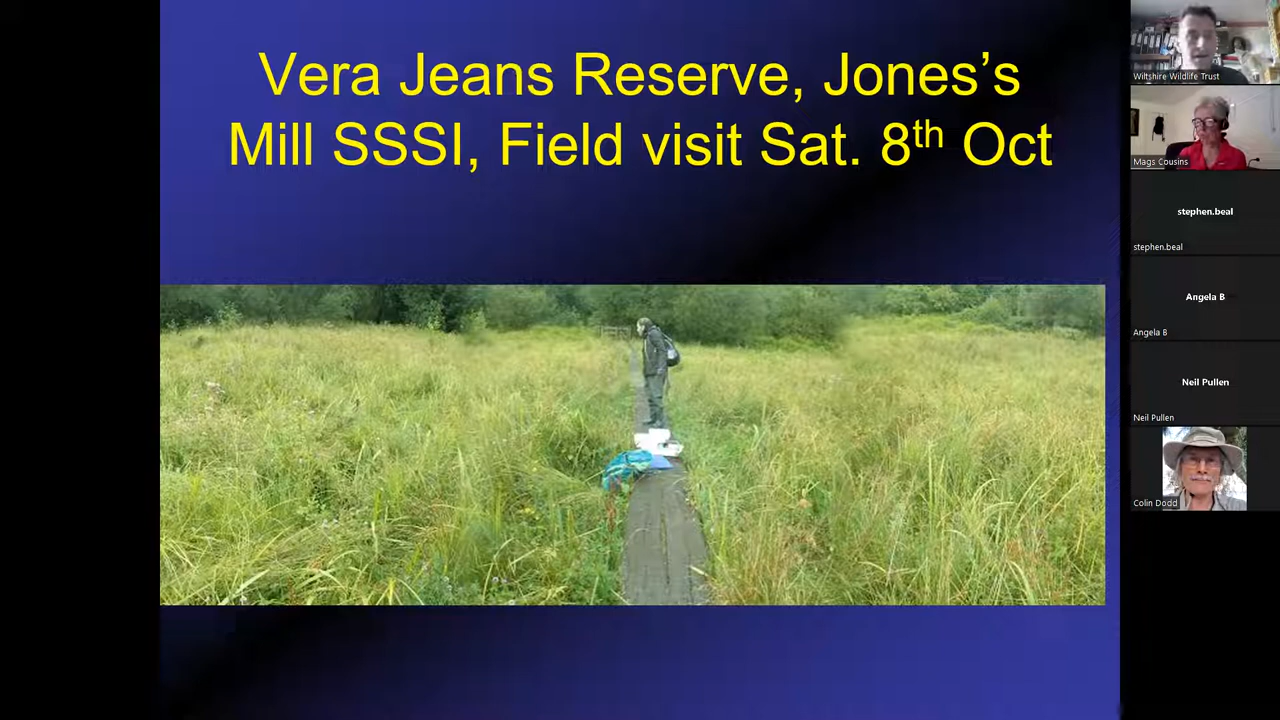 Vera Jeans Reserve, Jones’s
Mill SSSI, Field visit Sat. 8th Oct
Wiltshire Wildlife Trust
Mags Cousins
stephen.beal
stephen.beal
Angela B
Angela B
Neil Pullen
Neil Pullen
Colin Dodd